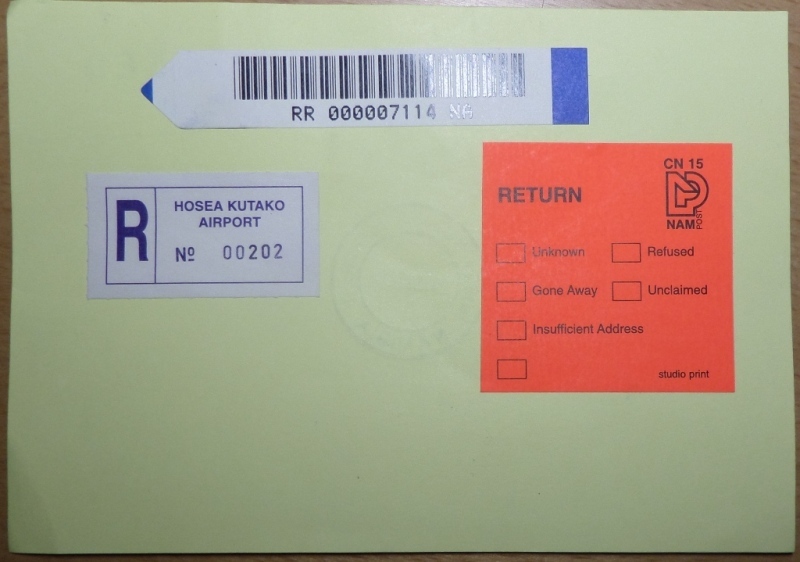 RR 000007114 NG
R
HOSEA KUTAKO
AIRPORT
Nº 00202
CN 15
RETURN
NAM POST
Unknown
Refused
Gone Away
Unclaimed
Insufficient Address
studio print